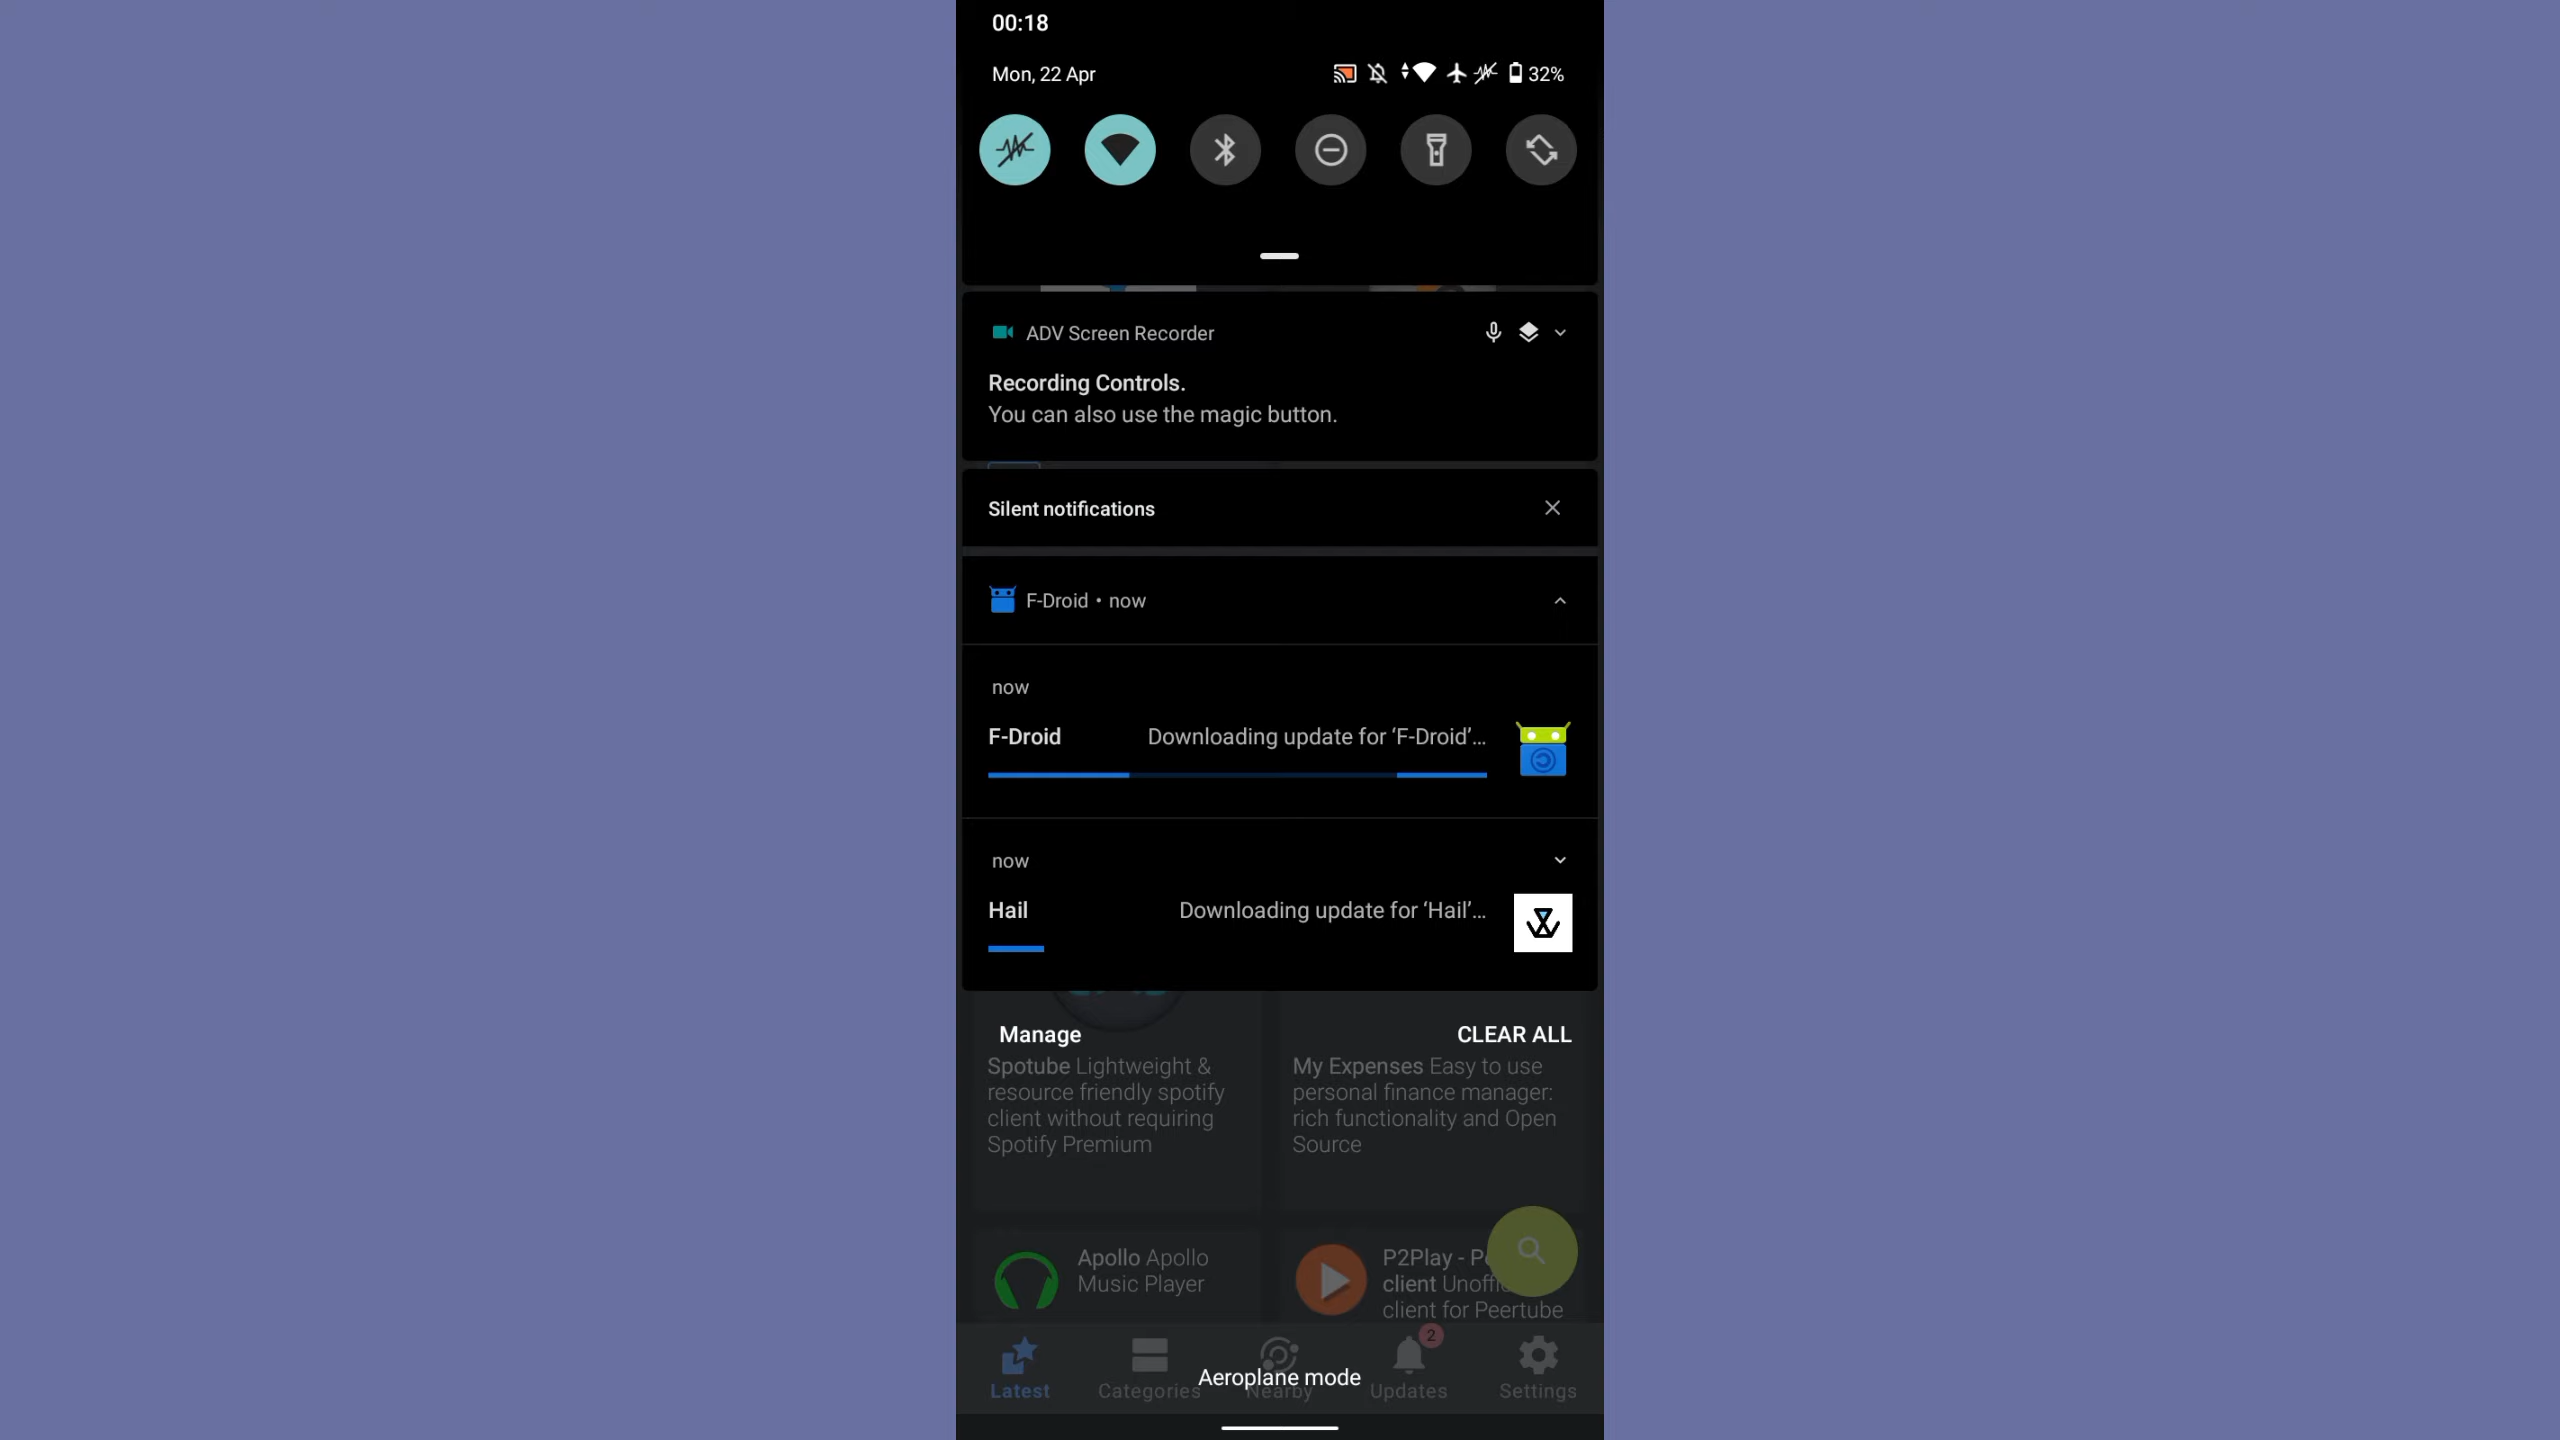 00:18
Mon, 22 Apr
32%
ADV Screen Recorder
Recording Controls.
You can also use the magic button.
Silent notifications
F-Droid • now
now
F-Droid Downloading update for ‘F-Droid’…
now
Hail Downloading update for ‘Hail’…
Manage CLEAR ALL
Spotube Lightweight &
resource friendly spotify
client without requiring
Spotify Premium
My Expenses Easy to use
personal finance manager:
rich functionality and Open
Source
Apollo Apollo
Music Player
P2Play -
client
client for Peertube
2
Aeroplane mode
Latest Categories Nearby Updates Settings